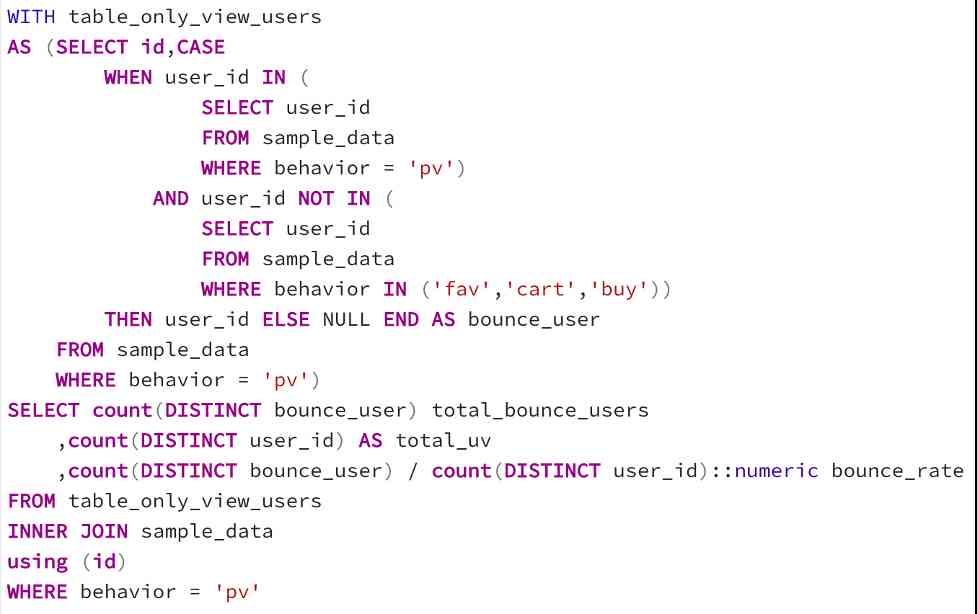 WITH table_only_view_users
AS (SELECT id,CASE
WHEN user_id IN (
SELECT user_id
FROM sample_data
WHERE behavior = 'pv')
AND user_id NOT IN (
SELECT user_id
FROM sample_data
WHERE behavior IN ('fav','cart','buy'))
THEN user_id ELSE NULL END AS bounce_user
FROM sample_data
WHERE behavior = 'pv')
SELECT count(DISTINCT bounce_user) total_bounce_users
,count(DISTINCT user_id) AS total_uv
,count(DISTINCT bounce_user) / count(DISTINCT user_id)::numeric bounce_rate
FROM table_only_view_users
INNER JOIN sample_data
using (id)
WHERE behavior = 'pv'